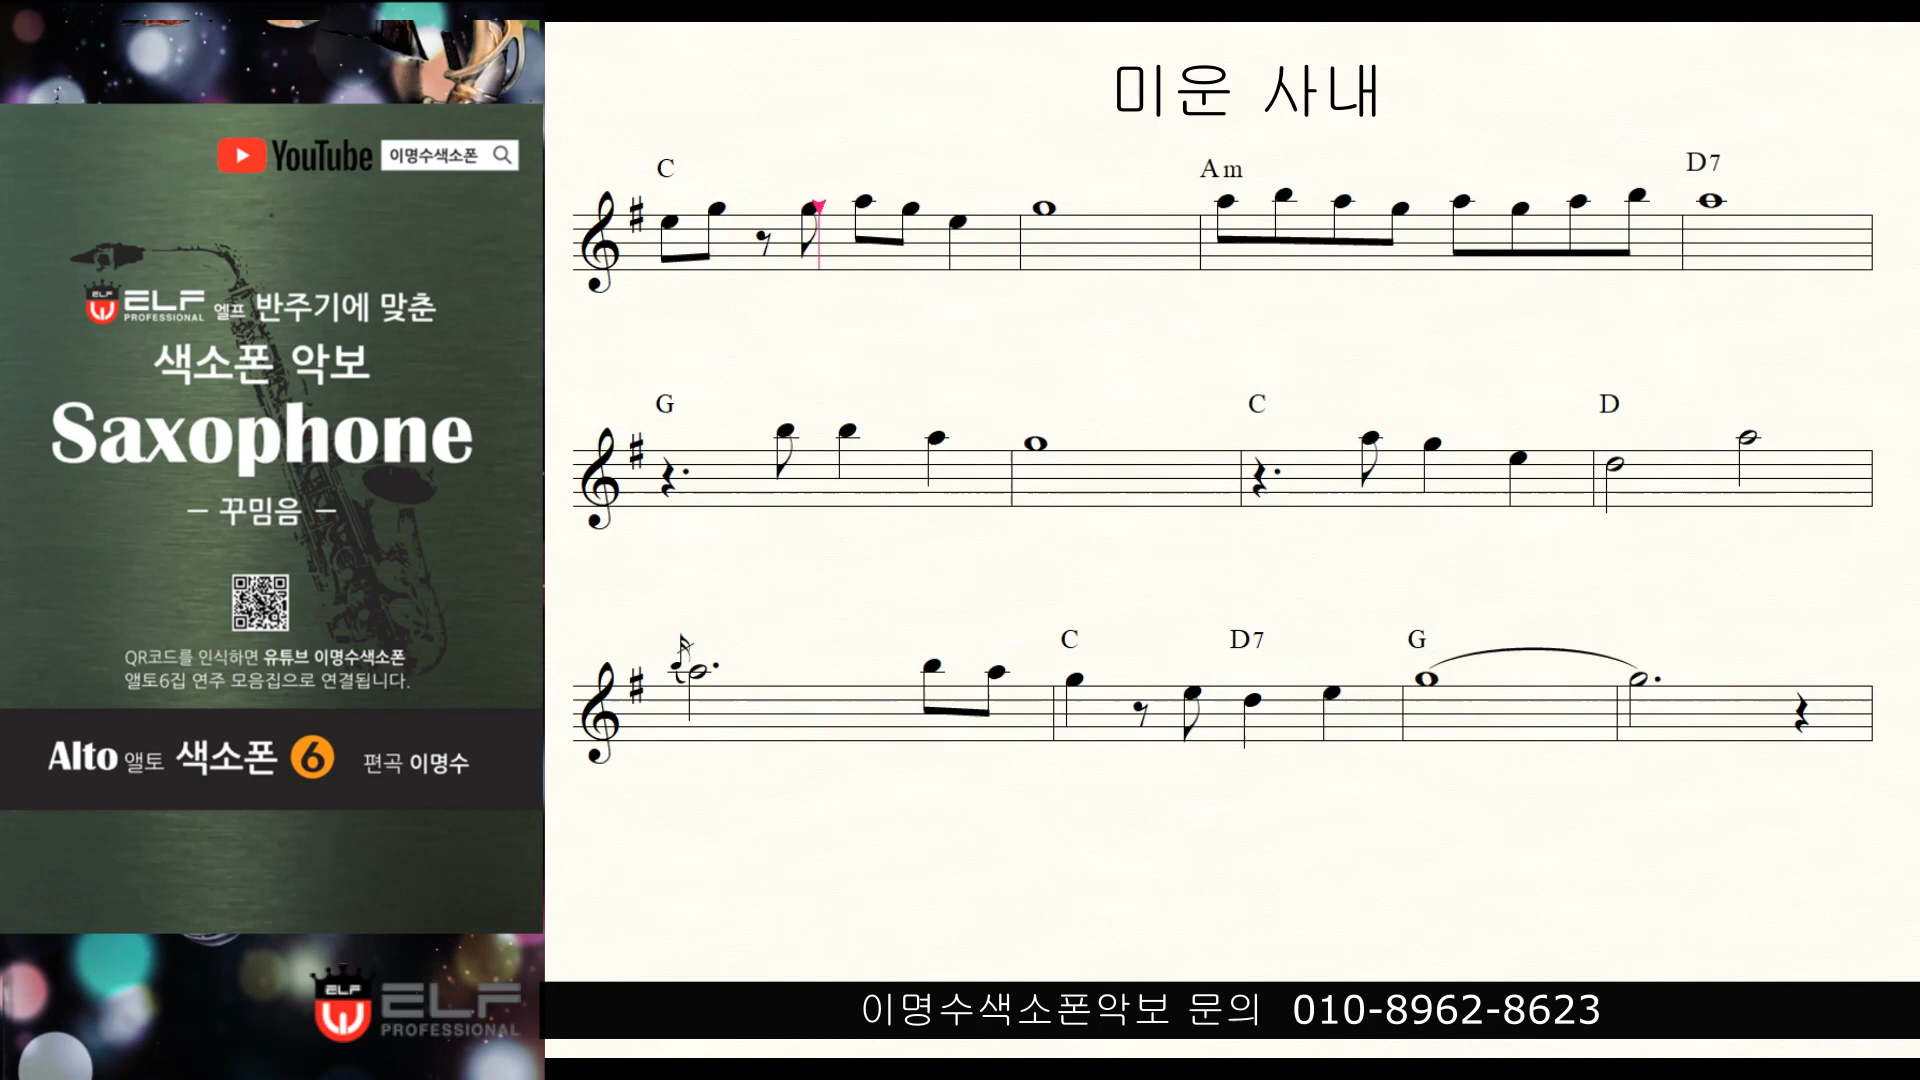 YouTube 이명수색소폰
ELF PROFESSIONAL 엘프 반주기에 맞춘
색소폰 악보
Saxophone
– 꾸밈음 –
QR코드를 인식하면 유튜브 이명수색소폰
앨토6집 연주 모음집으로 연결됩니다.
Alto 앨토 색소폰 6 편곡 이명수
ELF ELF
PROFESSIONAL
미운 사내
C Am D7
G C D
C D7 G
이명수색소폰악보 문의 010-8962-8623